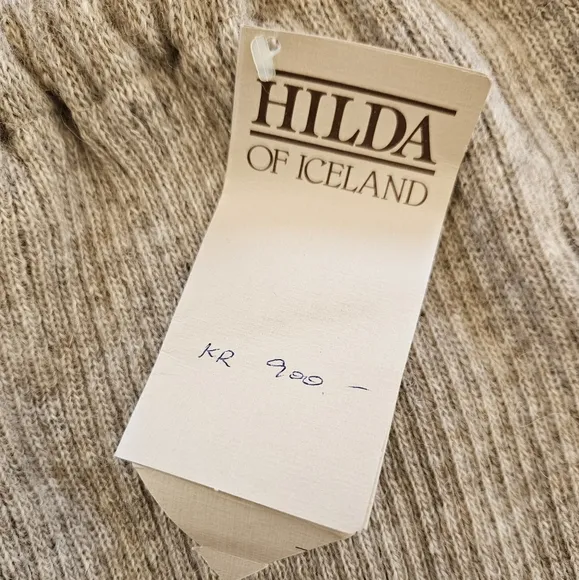 HILDA
OF ICELAND
KR 900.-